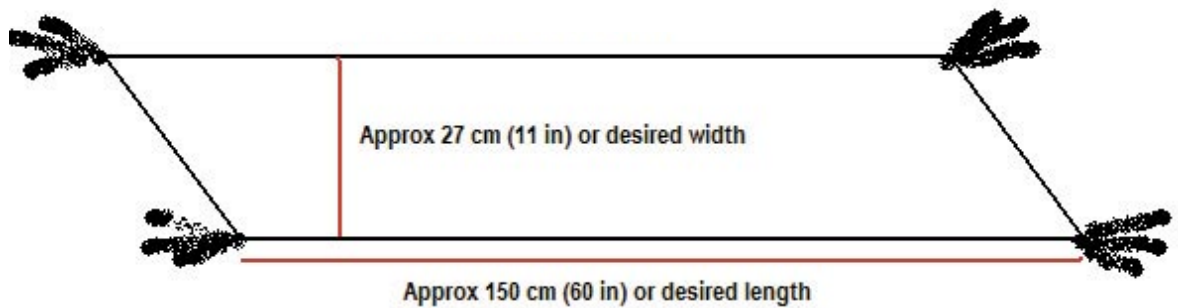 Approx 27 cm (11 in) or desired width
Approx 150 cm (60 in) or desired length